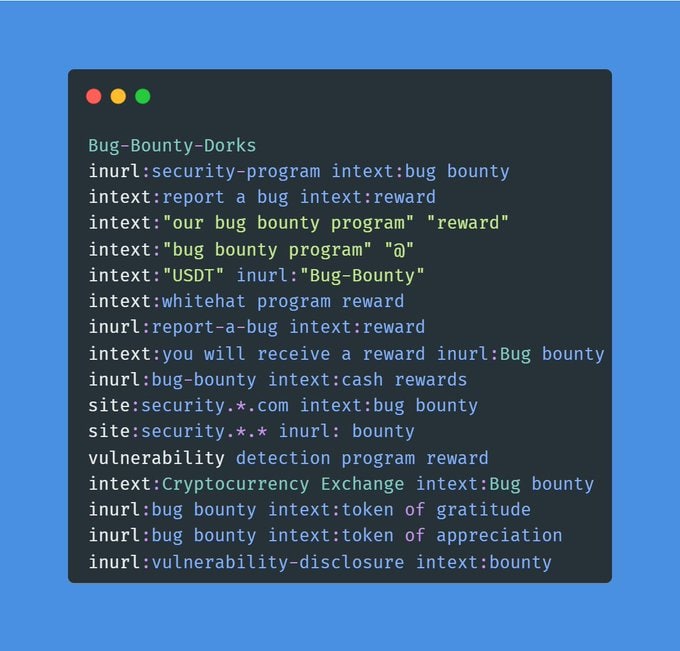 Bug-Bounty-Dorks
inurl:security-program intext:bug bounty
intext:report a bug intext:reward
intext:"our bug bounty program" "reward"
intext:"bug bounty program" "@"
intext:"USDT" inurl:"Bug-Bounty"
intext:whitehat program reward
inurl:report-a-bug intext:reward
intext:you will receive a reward inurl:Bug bounty
inurl:bug-bounty intext:cash rewards
site:security.*.com intext:bug bounty
site:security.*.* inurl: bounty
vulnerability detection program reward
intext:Cryptocurrency Exchange intext:Bug bounty
inurl:bug bounty intext:token of gratitude
inurl:bug bounty intext:token of appreciation
inurl:vulnerability-disclosure intext:bounty